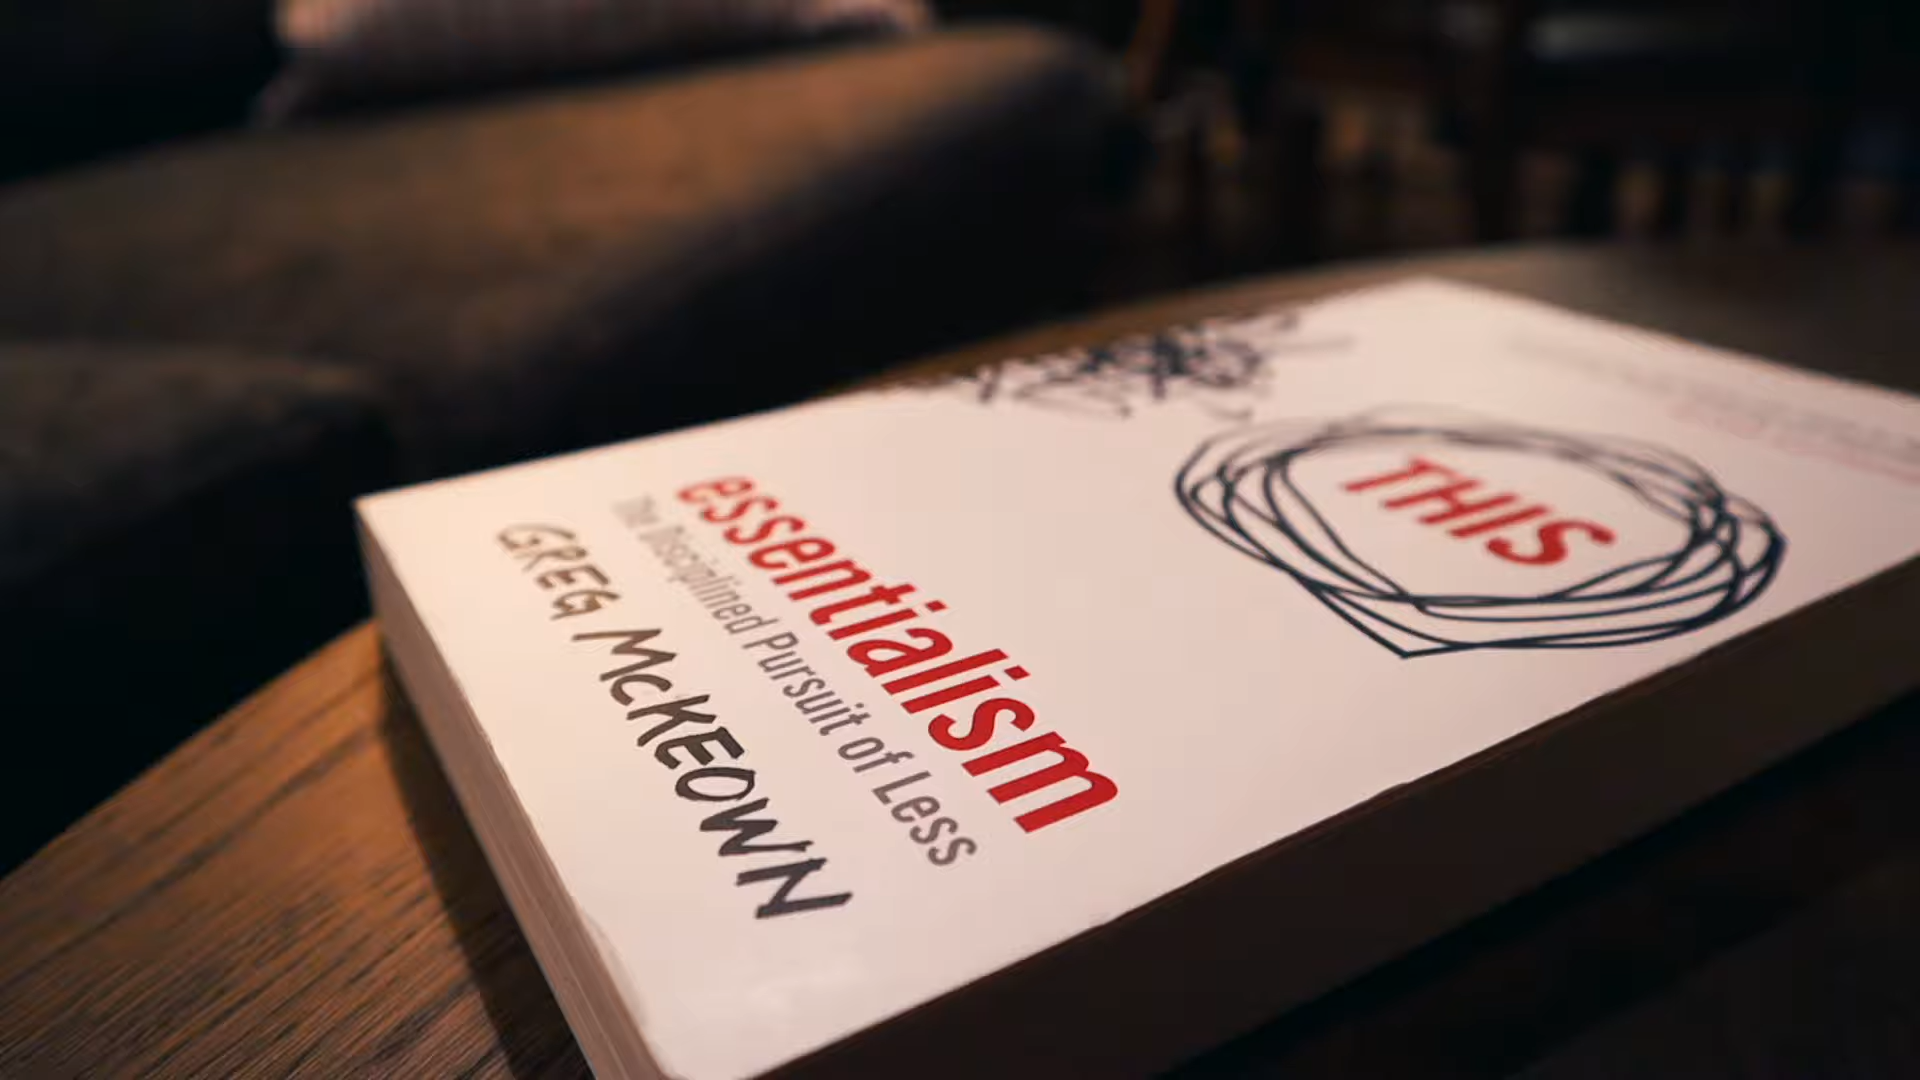 THIS
essentialism
The Disciplined Pursuit of Less
GREG MCKEOWN